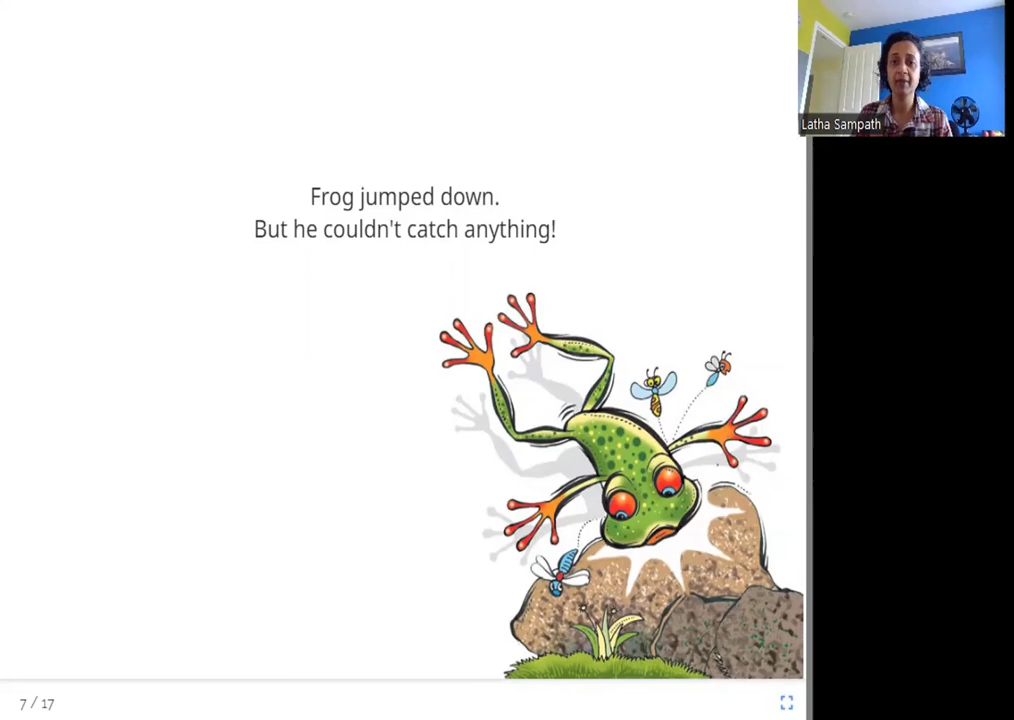 Latha Sampath
Frog jumped down.
But he couldn't catch anything!
7 / 17